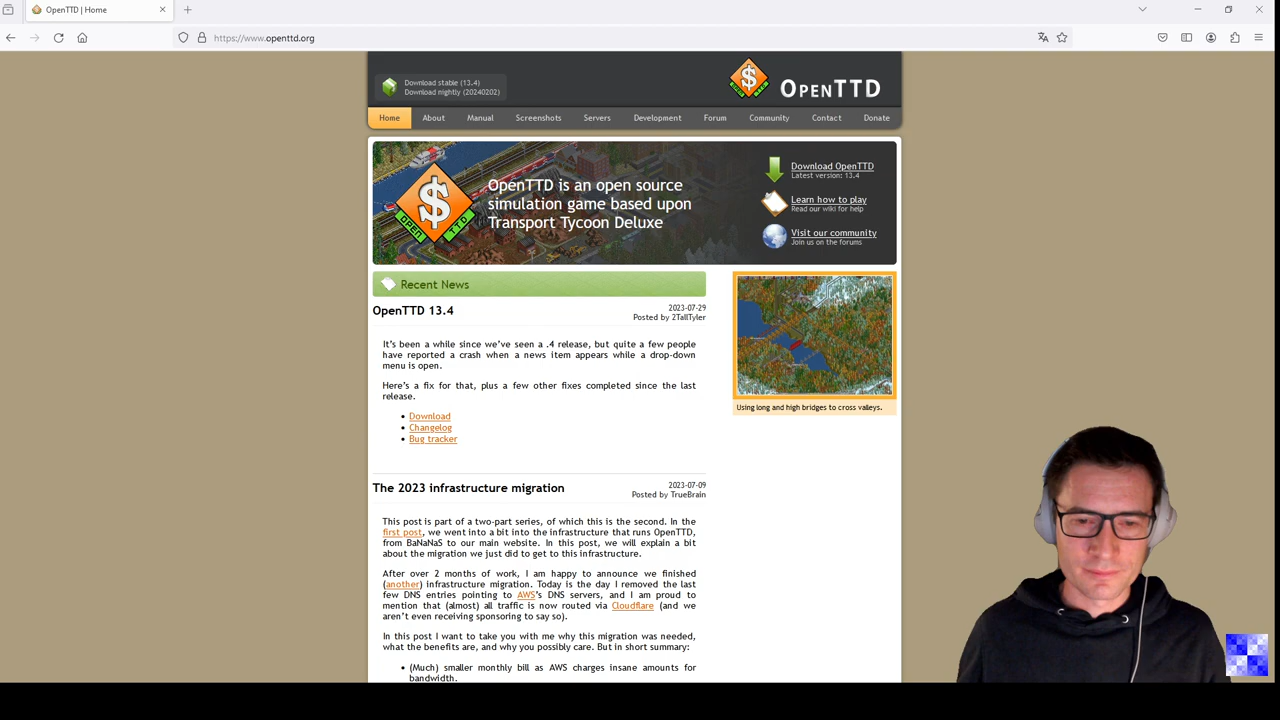 OpenTTD | Home
https://www.openttd.org
Download stable (13.4)
Download nightly (20240202)
OPENTTD
Home About Manual Screenshots Servers Development Forum Community Contact Donate
$
OPEN TTD
OpenTTD is an open source
simulation game based upon
Transport Tycoon Deluxe
Download OpenTTD
Latest version: 13.4
Learn how to play
Read our wiki for help
Visit our community
Join us on the forums
Recent News
OpenTTD 13.4
2023-07-29
Posted by 2TallTyler
It's been a while since we've seen a .4 release, but quite a few people
have reported a crash when a news item appears while a drop-down
menu is open.
Here's a fix for that, plus a few other fixes completed since the last
release.
• Download
• Changelog
• Bug tracker
Using long and high bridges to cross valleys.
The 2023 infrastructure migration
2023-07-09
Posted by TrueBrain
This post is part of a two-part series, of which this is the second. In the
first post, we went into a bit into the infrastructure that runs OpenTTD,
from BaNaNaS to our main website. In this post, we will explain a bit
about the migration we just did to get to this infrastructure.
After over 2 months of work, I am happy to announce we finished
(another) infrastructure migration. Today is the day I removed the last
few DNS entries pointing to AWS's DNS servers, and I am proud to
mention that (almost) all traffic is now routed via Cloudflare (and we
aren't even receiving sponsoring to say so).
In this post I want to take you with me why this migration was needed,
what the benefits are, and why you possibly care. But in short summary:
• (Much) smaller monthly bill as AWS charges insane amounts for
bandwidth.